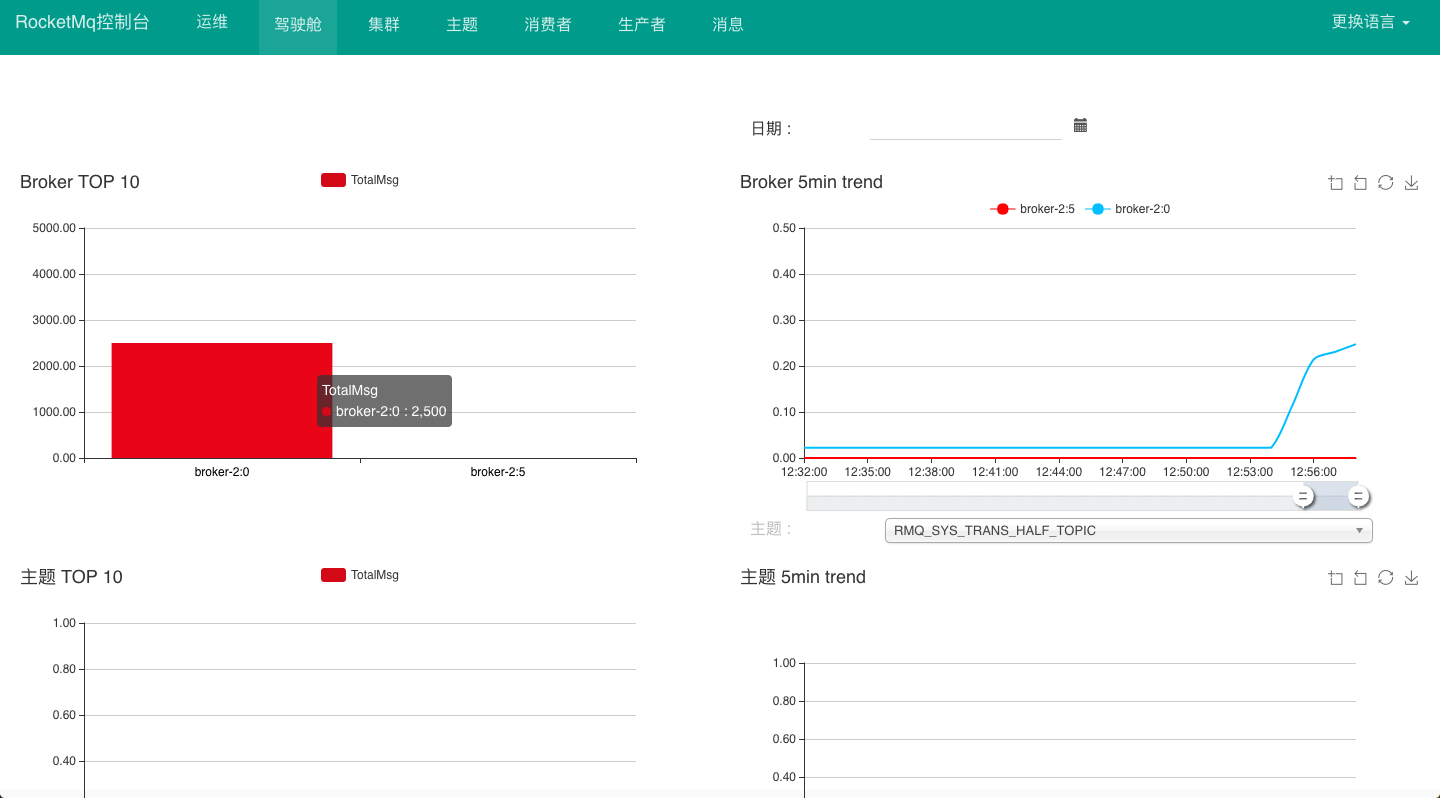 RocketMq控制台 运维 驾驶舱 集群 主题 消费者 生产者 消息 更换语言
日期：
Broker TOP 10
TotalMsg
5000.00
4000.00
3000.00
2000.00
1000.00
0.00
TotalMsg
broker-2:0 : 2,500
broker-2:0 broker-2:5
Broker 5min trend
broker-2:5 broker-2:0
0.50
0.40
0.30
0.20
0.10
0.00
12:32:00 12:35:00 12:38:00 12:41:00 12:44:00 12:47:00 12:50:00 12:53:00 12:56:00
主题： RMQ_SYS_TRANS_HALF_TOPIC
主题 TOP 10
TotalMsg
1.00
0.80
0.60
0.40
主题 5min trend
1.00
0.80
0.60
0.40